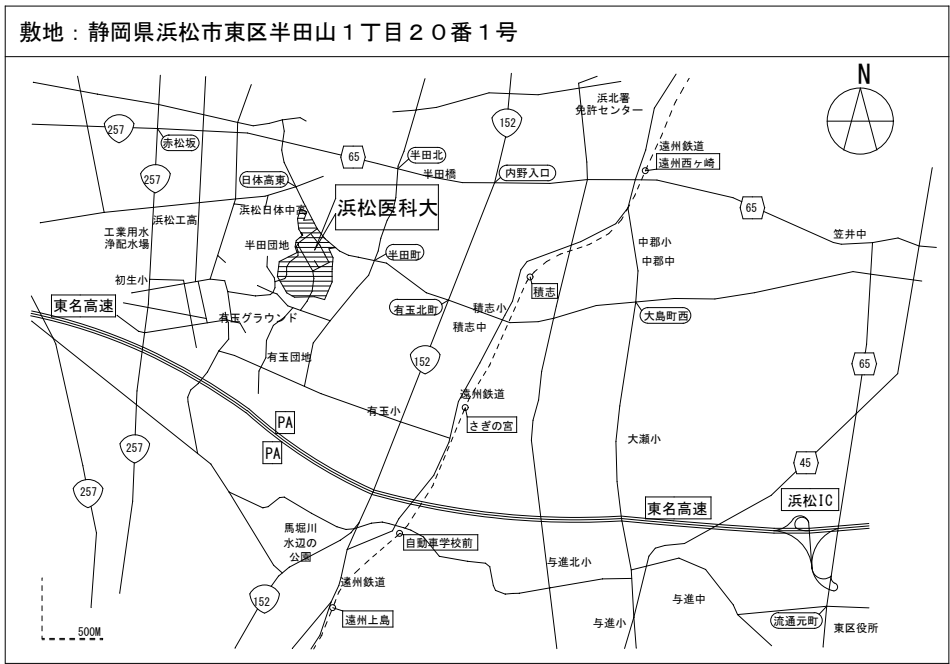 敷地：静岡県浜松市東区半田山１丁目２０番１号
N
浜北署
免許センター
152
257
赤松坂
65
半田北
半田橋
遠州鉄道
遠州西ヶ崎
内野入口
257
日体高東
65
浜松日体中高
浜松医科大
浜松工高
工業用水
浄配水場
半田団地
半田町
笠井中
中郡小
中郡中
初生小
積志
東名高速
有玉グラウンド
有玉北町
積志小
積志中
大島町西
有玉団地
152
65
遠州鉄道
有玉小
さぎの宮
PA
PA
大瀬小
257
45
257
浜松IC
東名高速
馬堀川
水辺の
公園
自動車学校前
与進北小
遠州鉄道
152
遠州上島
与進中
与進小
流通元町
東区役所
500M